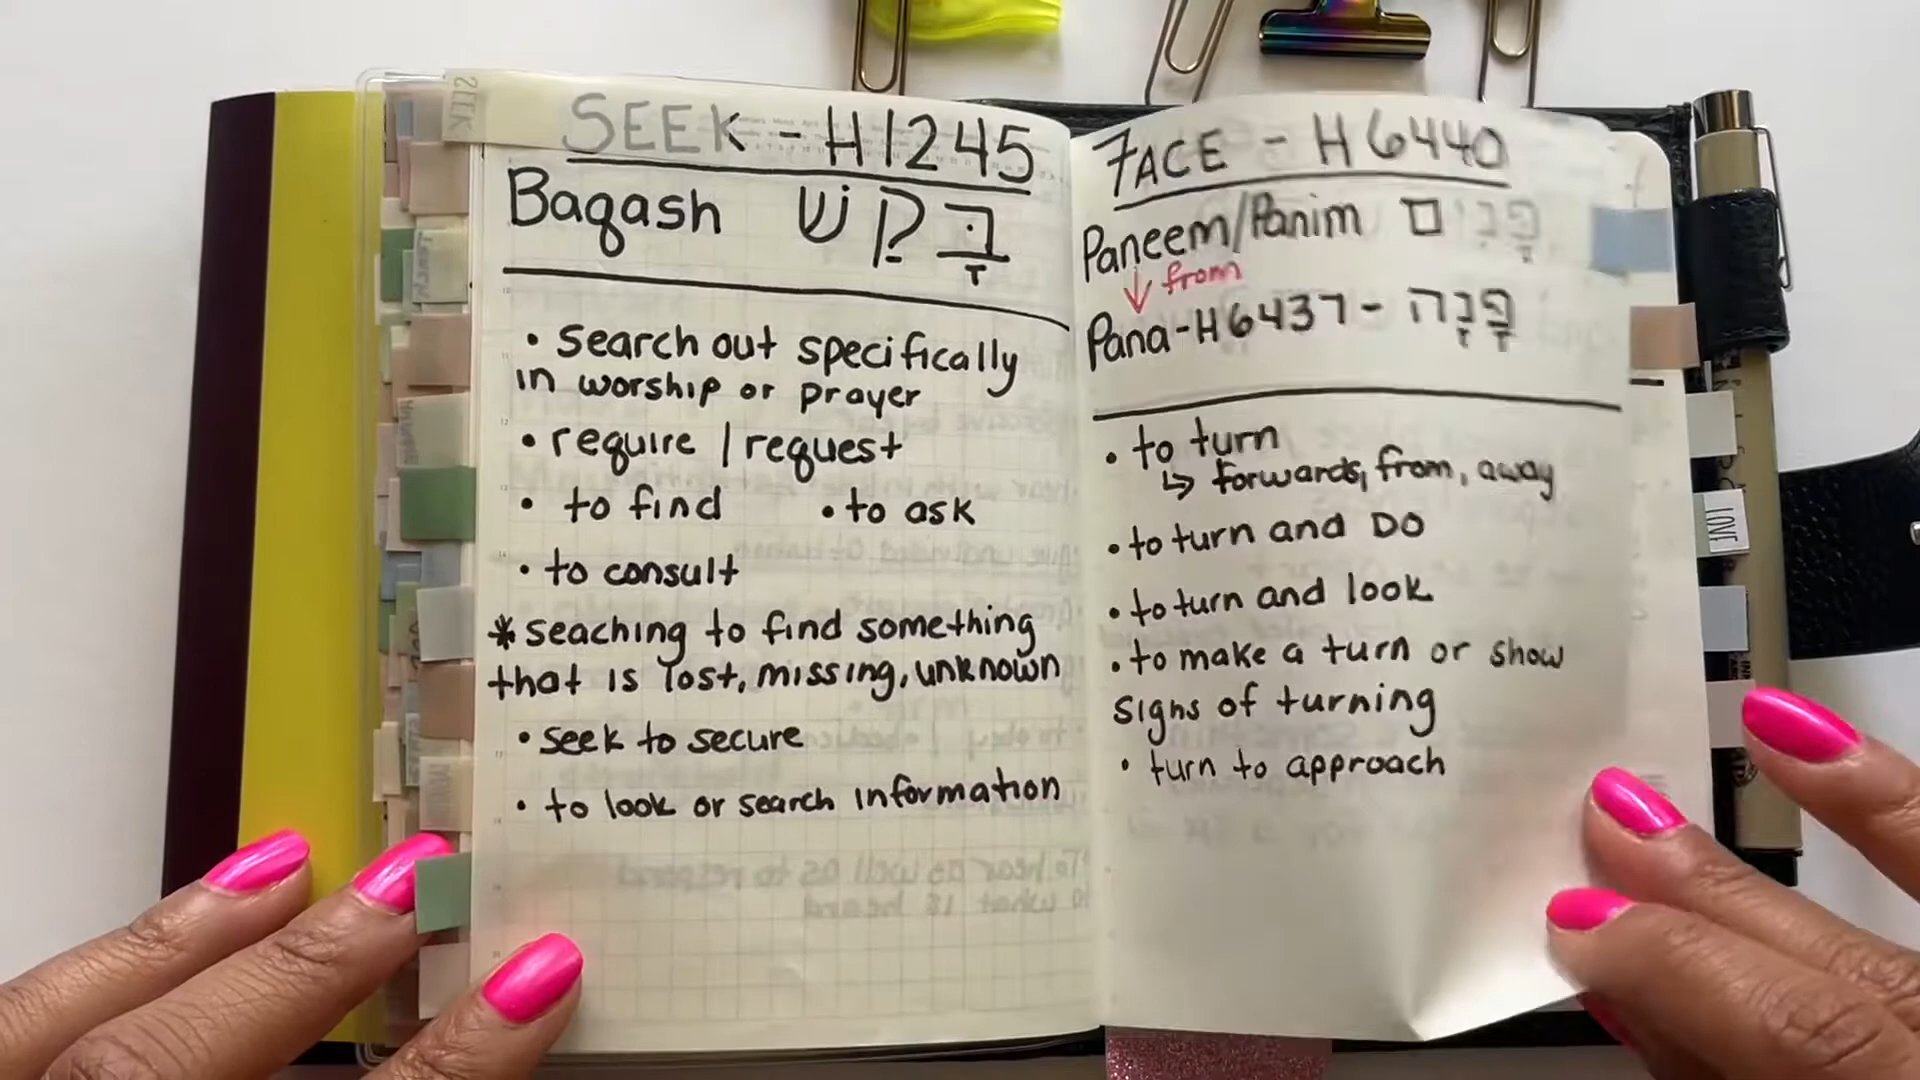 SEEK
SEEK - H1245
Baqash בָּקַשׁ
• search out specifically
in worship or prayer
• require / request
• to find • to ask
• to consult
* seaching to find something
that is lost, missing, unknown
• seek to secure
• to look or search information
FACE - H6440
Paneem/Panim פָּנִים
↓ from
Pana-H6437- פָּנָה
• to turn
↳ forwards, from, away
• to turn and DO
• to turn and look
• to make a turn or show
signs of turning
• turn to approach
LOVE